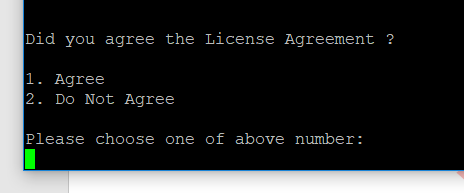 Did you agree the License Agreement ?
1. Agree
2. Do Not Agree
Please choose one of above number: